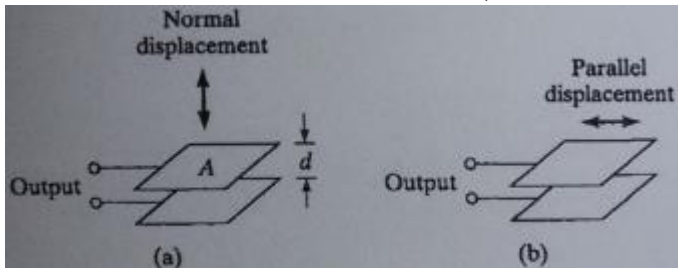 Normal
displacement
Parallel
displacement
A
d
Output
Output
(a)
(b)